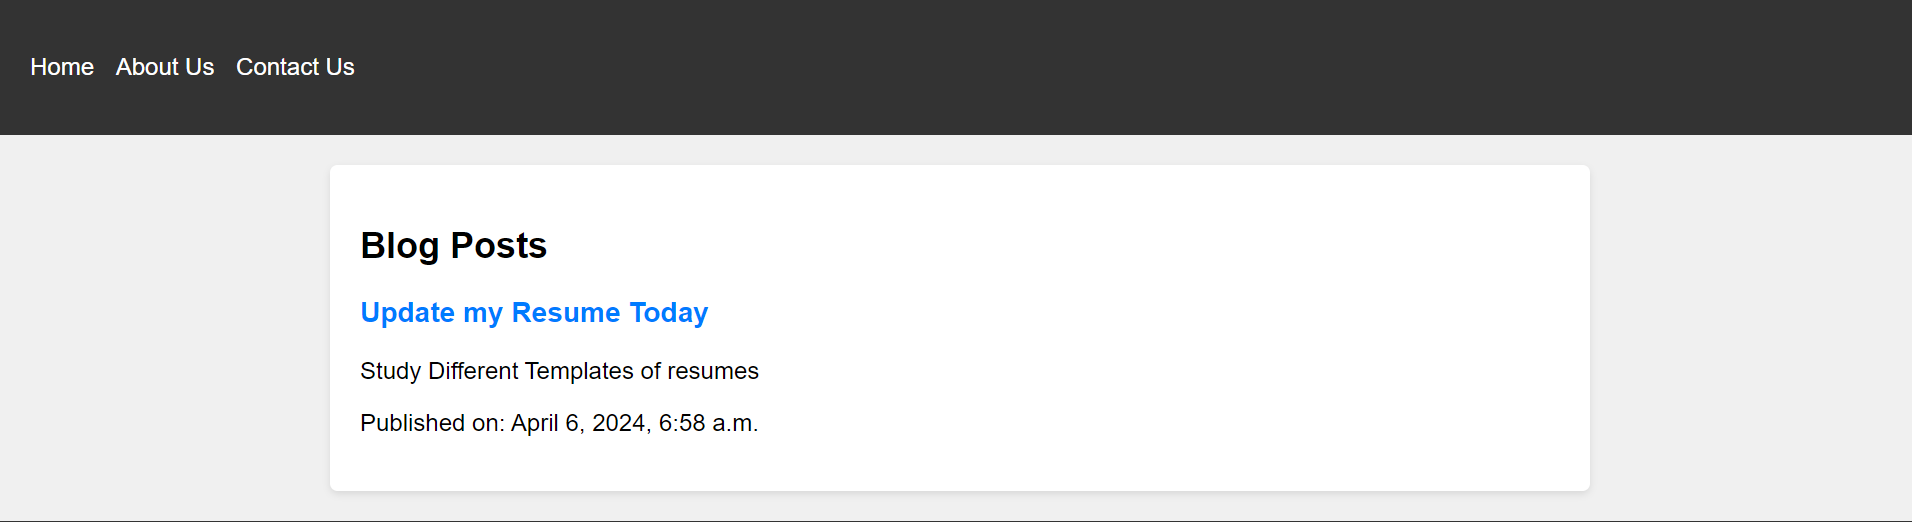 Home About Us Contact Us
Blog Posts
Update my Resume Today
Study Different Templates of resumes
Published on: April 6, 2024, 6:58 a.m.